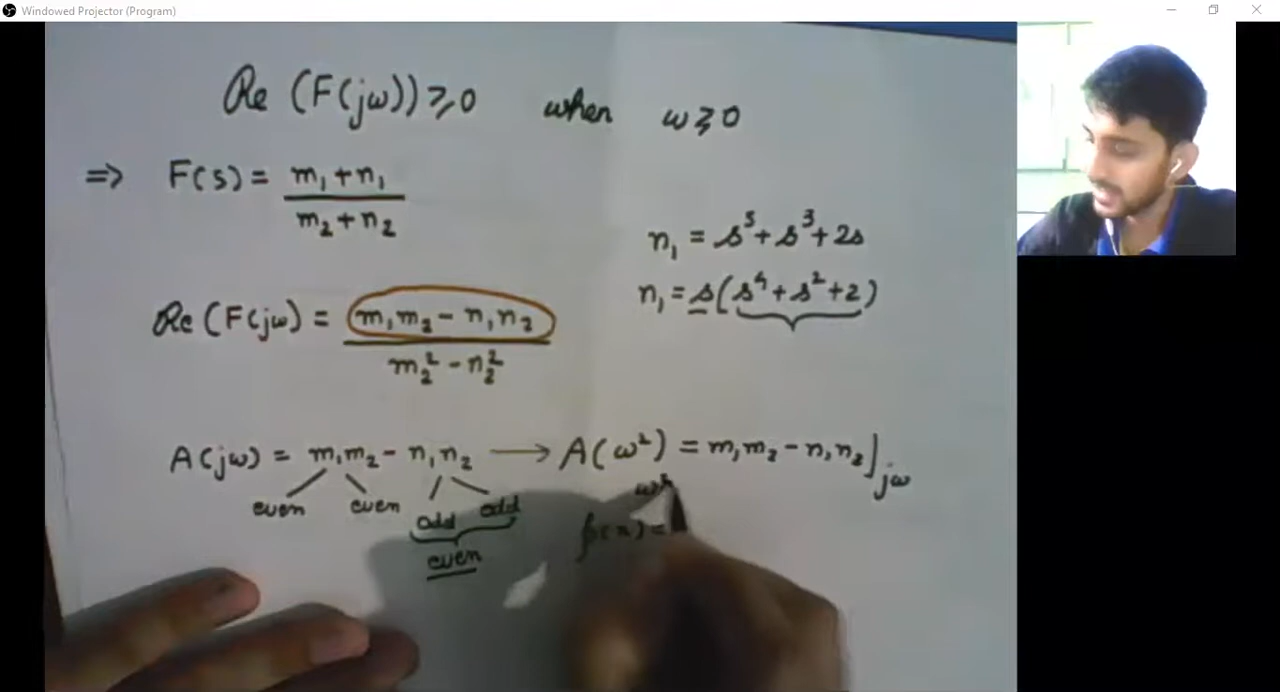 Windowed Projector (Program)
Re (F(jω)) ≥ 0 when ω ≥ 0
⇒ F(s) = (m₁ + n₁) / (m₂ + n₂)
n₁ = s⁵ + s³ + 2s
n₁ = s(s⁴ + s² + 2)
Re (F(jω) = (m₁m₂ - n₁n₂) / (m₂² - n₂²)
A(jω) = m₁m₂ - n₁n₂ → A(ω²) = m₁m₂ - n₁n₂]jω
even even odd odd
even